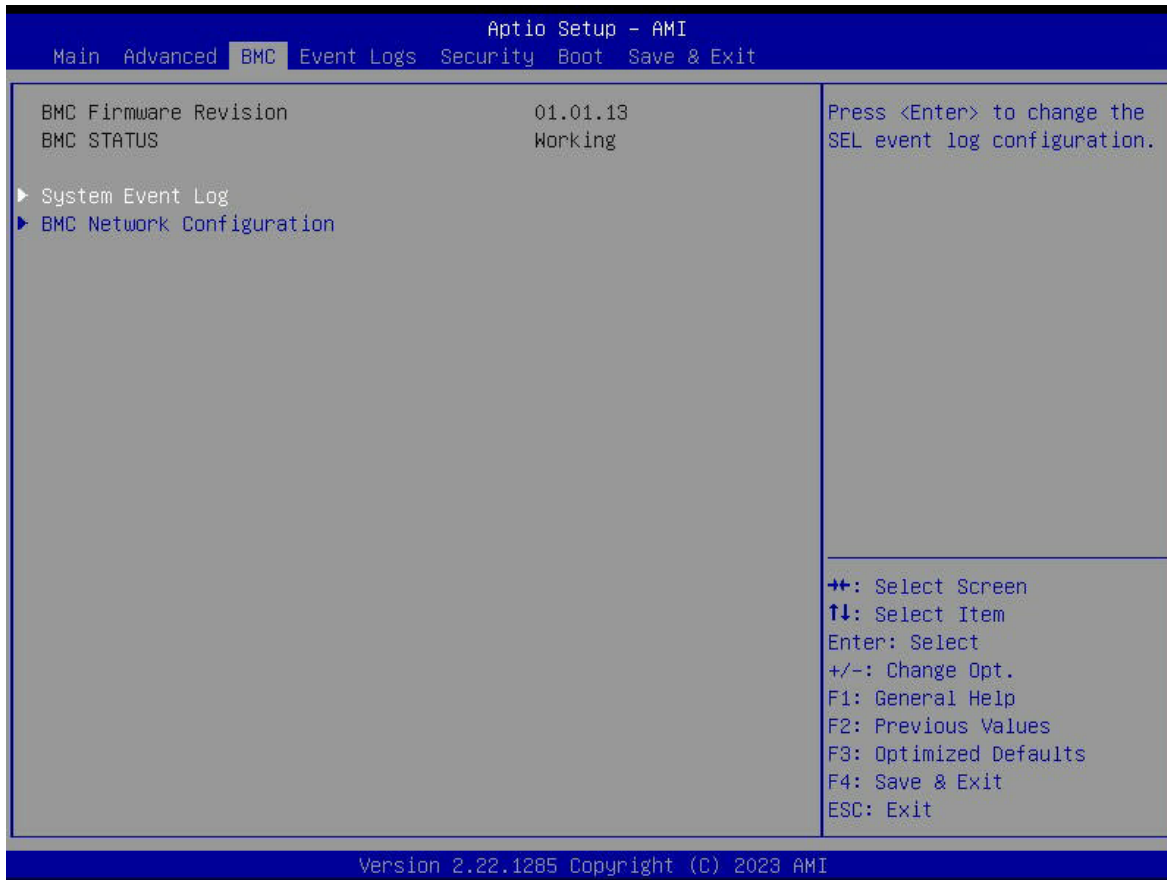 Aptio Setup – AMI
Main Advanced BMC Event Logs Security Boot Save & Exit
BMC Firmware Revision 01.01.13
BMC STATUS Working
▶ System Event Log
▶ BMC Network Configuration
Press <Enter> to change the
SEL event log configuration.
→←: Select Screen
↑↓: Select Item
Enter: Select
+/-: Change Opt.
F1: General Help
F2: Previous Values
F3: Optimized Defaults
F4: Save & Exit
ESC: Exit
Version 2.22.1285 Copyright (C) 2023 AMI